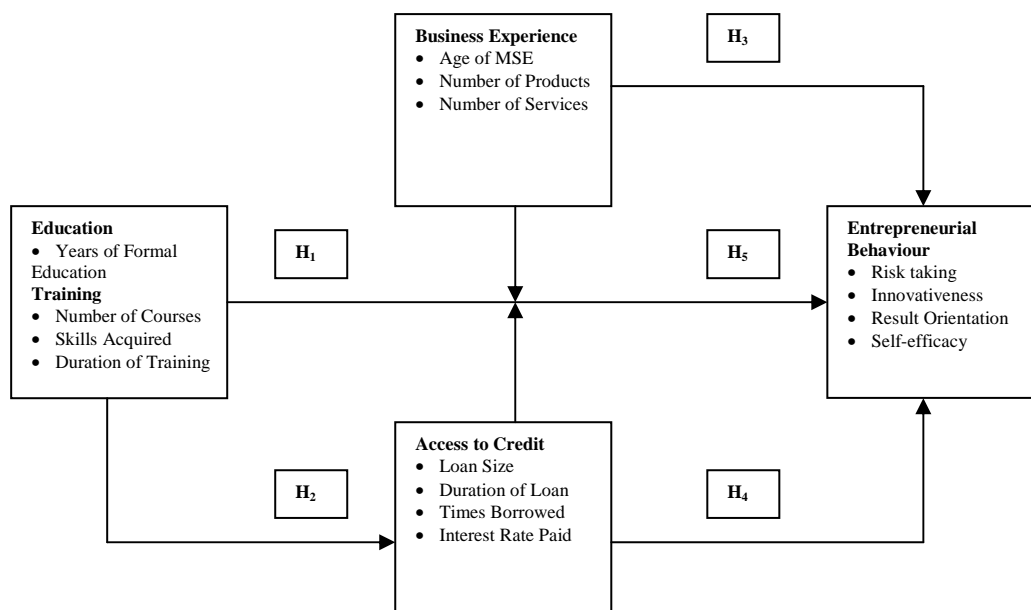 Business Experience
• Age of MSE
• Number of Products
• Number of Services
H₃
Education
• Years of Formal
Education
Training
• Number of Courses
• Skills Acquired
• Duration of Training
H₁
H₅
Entrepreneurial
Behaviour
• Risk taking
• Innovativeness
• Result Orientation
• Self-efficacy
H₂
Access to Credit
• Loan Size
• Duration of Loan
• Times Borrowed
• Interest Rate Paid
H₄